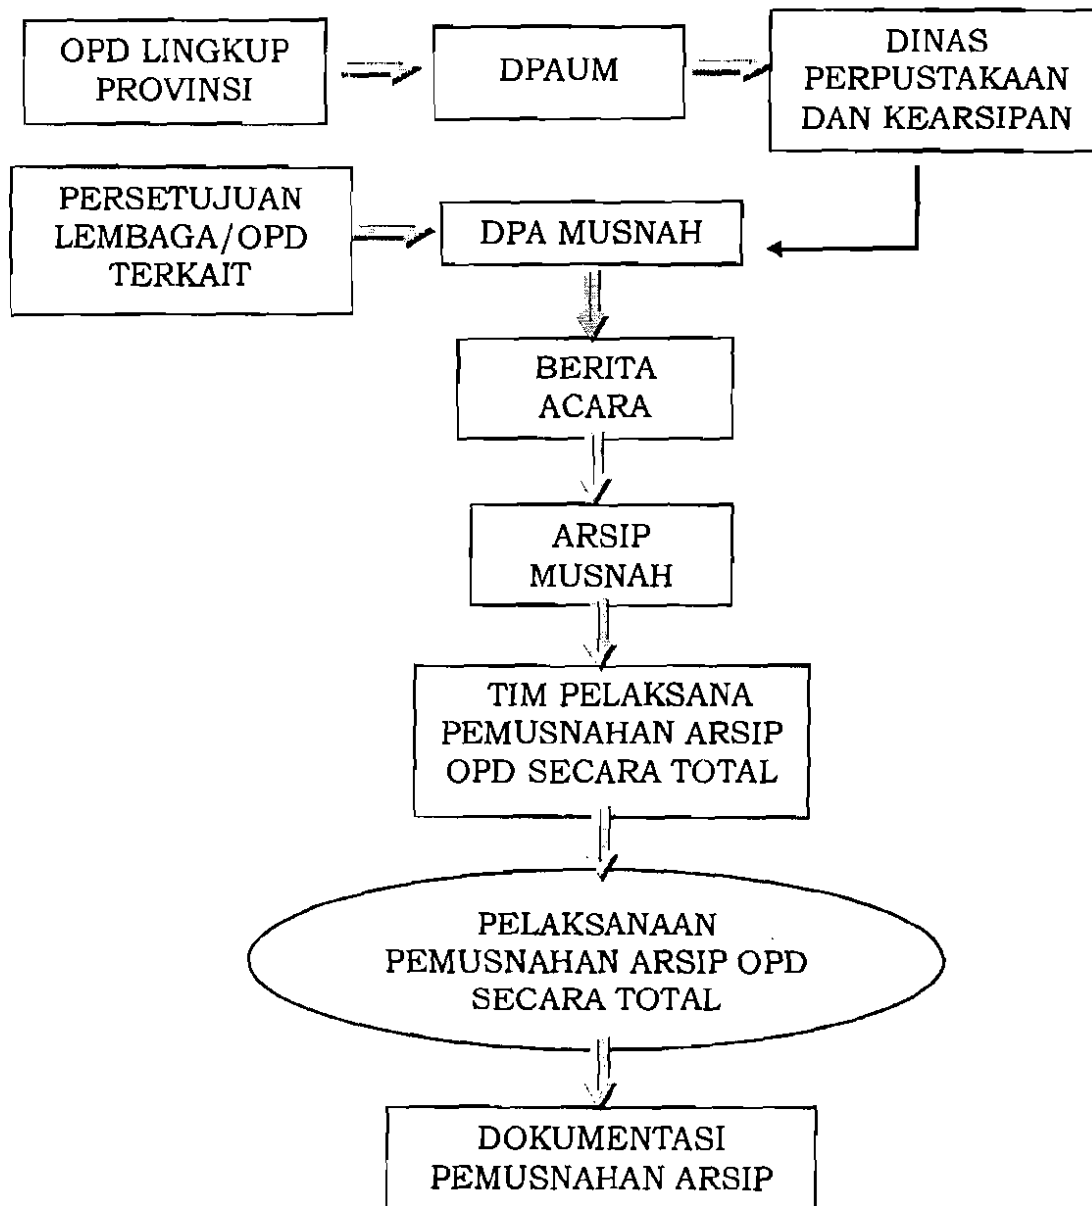 OPD LINGKUP
PROVINSI
DPAUM
DINAS
PERPUSTAKAAN
DAN KEARSIPAN
PERSETUJUAN
LEMBAGA/OPD
TERKAIT
DPA MUSNAH
BERITA
ACARA
ARSIP
MUSNAH
TIM PELAKSANA
PEMUSNAHAN ARSIP
OPD SECARA TOTAL
PELAKSANAAN
PEMUSNAHAN ARSIP OPD
SECARA TOTAL
DOKUMENTASI
PEMUSNAHAN ARSIP